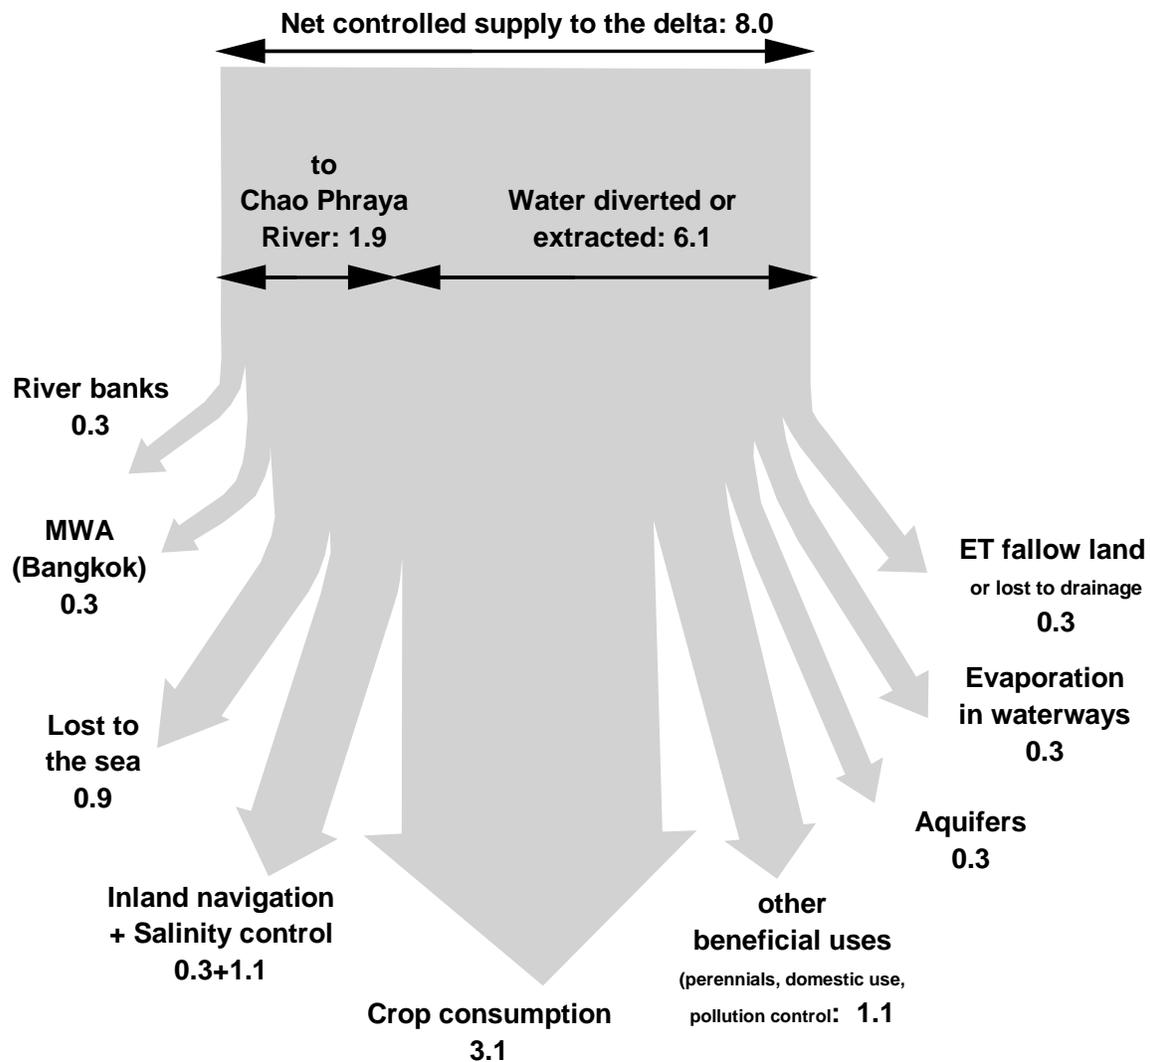 Net controlled supply to the delta: 8.0
to
Chao Phraya
River: 1.9
Water diverted or
extracted: 6.1
River banks
0.3
MWA
(Bangkok)
0.3
Lost to
the sea
0.9
Inland navigation
+ Salinity control
0.3+1.1
Crop consumption
3.1
other
beneficial uses
(perennials, domestic use,
pollution control: 1.1
Aquifers
0.3
Evaporation
in waterways
0.3
ET fallow land
or lost to drainage
0.3